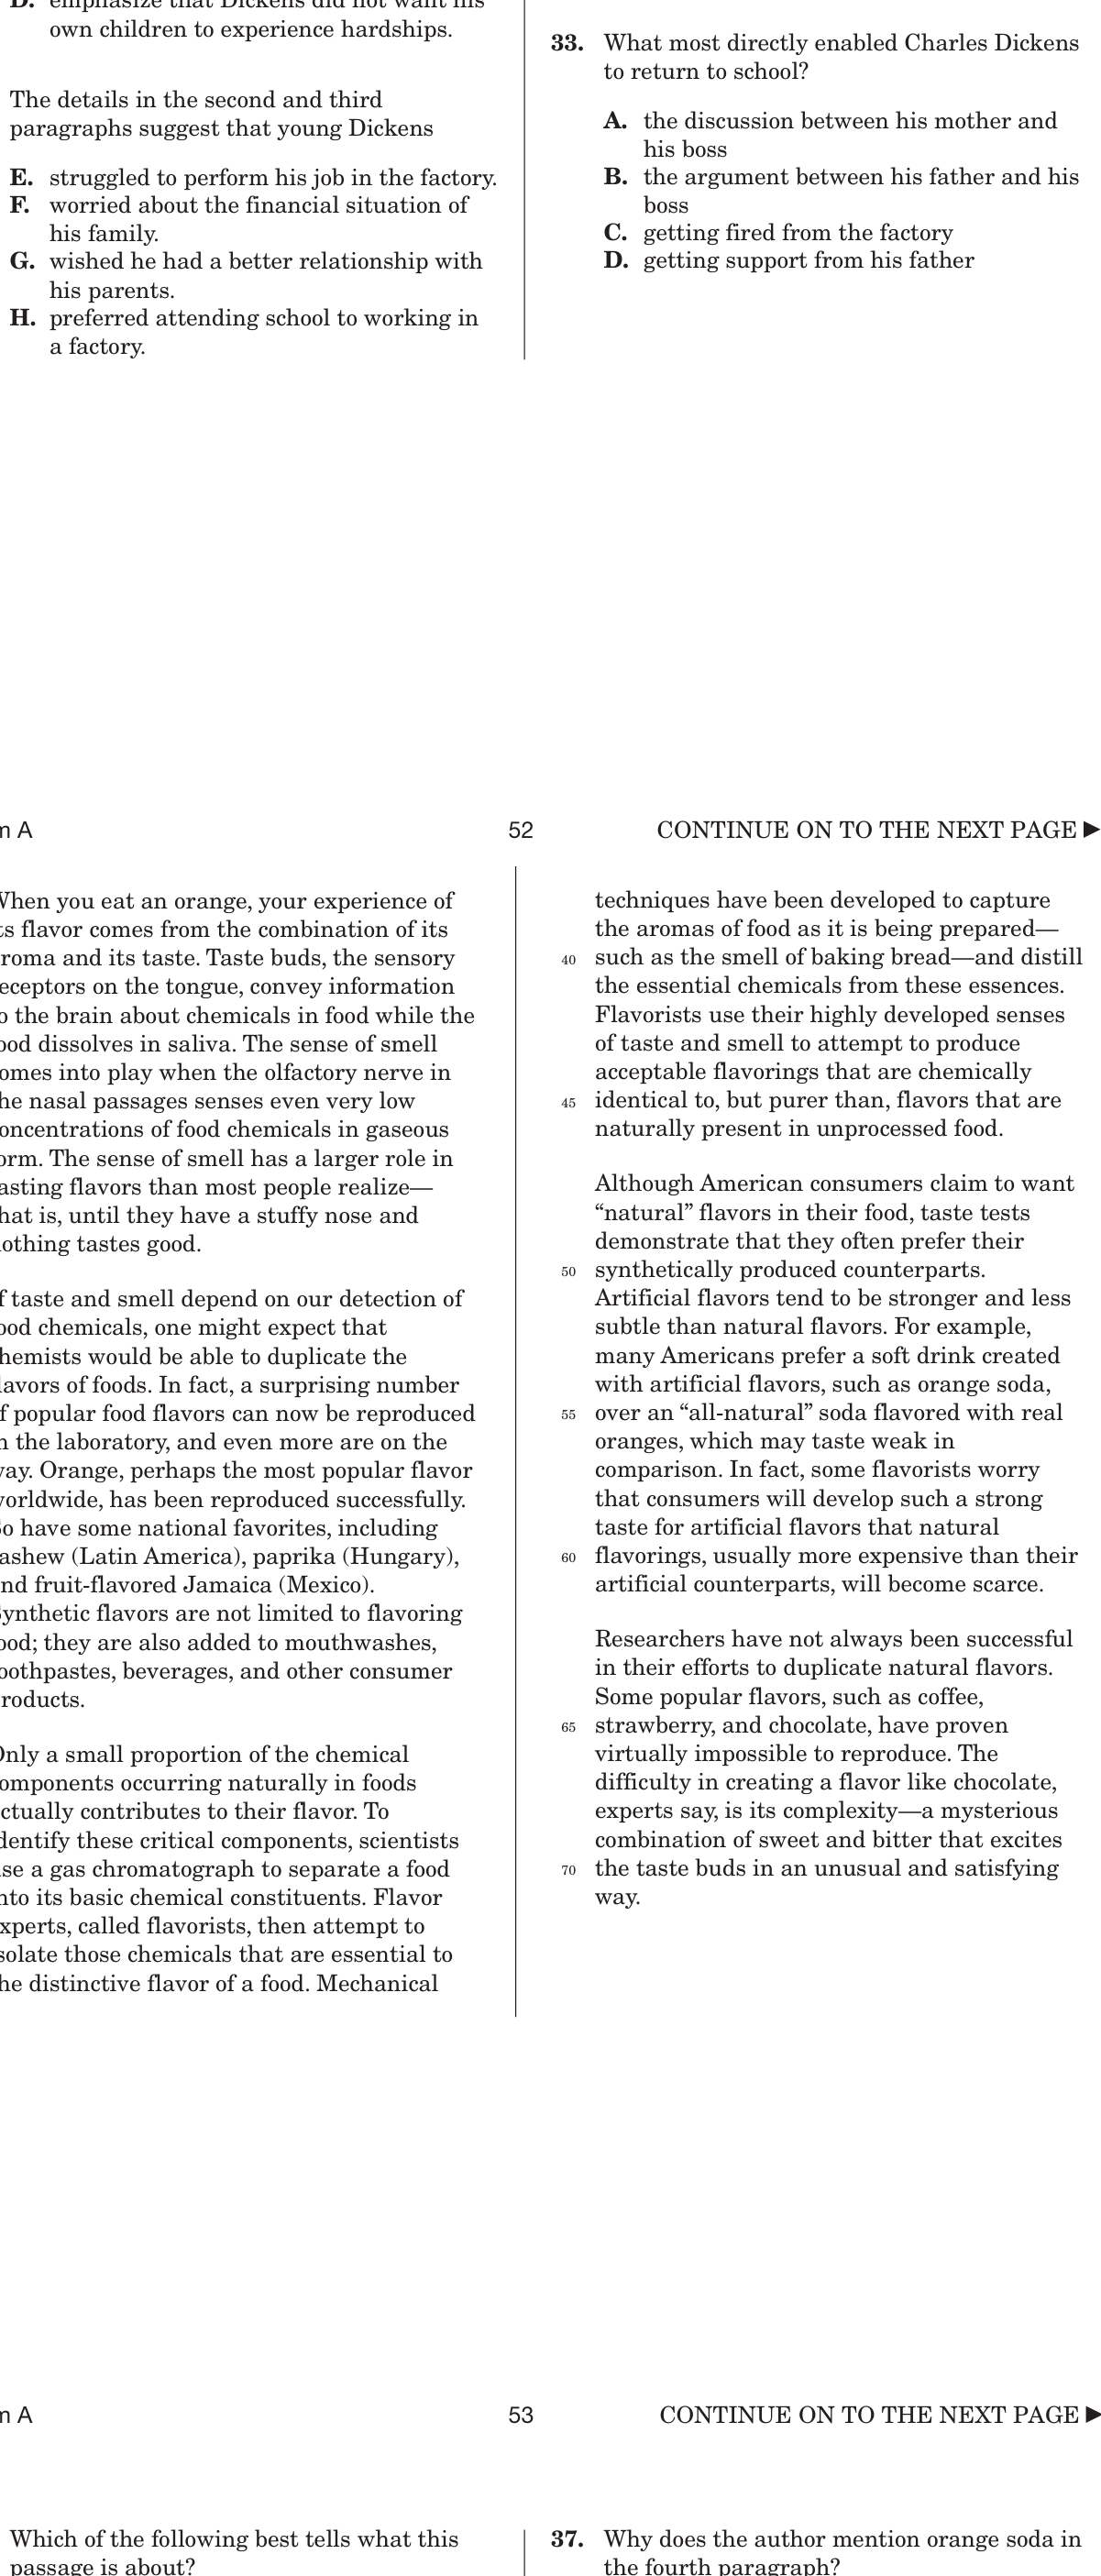 D. emphasize that Dickens did not want his
own children to experience hardships.
The details in the second and third
paragraphs suggest that young Dickens
E. struggled to perform his job in the factory.
F. worried about the financial situation of
his family.
G. wished he had a better relationship with
his parents.
H. preferred attending school to working in
a factory.
33. What most directly enabled Charles Dickens
to return to school?
A. the discussion between his mother and
his boss
B. the argument between his father and his
boss
C. getting fired from the factory
D. getting support from his father
m A 52 CONTINUE ON TO THE NEXT PAGE ►
When you eat an orange, your experience of
ts flavor comes from the combination of its
roma and its taste. Taste buds, the sensory
eceptors on the tongue, convey information
o the brain about chemicals in food while the
ood dissolves in saliva. The sense of smell
omes into play when the olfactory nerve in
he nasal passages senses even very low
oncentrations of food chemicals in gaseous
orm. The sense of smell has a larger role in
asting flavors than most people realize—
hat is, until they have a stuffy nose and
othing tastes good.
f taste and smell depend on our detection of
ood chemicals, one might expect that
hemists would be able to duplicate the
lavors of foods. In fact, a surprising number
f popular food flavors can now be reproduced
n the laboratory, and even more are on the
way. Orange, perhaps the most popular flavor
worldwide, has been reproduced successfully.
So have some national favorites, including
ashew (Latin America), paprika (Hungary),
nd fruit-flavored Jamaica (Mexico).
Synthetic flavors are not limited to flavoring
ood; they are also added to mouthwashes,
oothpastes, beverages, and other consumer
roducts.
Only a small proportion of the chemical
omponents occurring naturally in foods
ctually contributes to their flavor. To
dentify these critical components, scientists
use a gas chromatograph to separate a food
nto its basic chemical constituents. Flavor
xperts, called flavorists, then attempt to
solate those chemicals that are essential to
he distinctive flavor of a food. Mechanical
techniques have been developed to capture
the aromas of food as it is being prepared—
40 such as the smell of baking bread—and distill
the essential chemicals from these essences.
Flavorists use their highly developed senses
of taste and smell to attempt to produce
acceptable flavorings that are chemically
45 identical to, but purer than, flavors that are
naturally present in unprocessed food.
Although American consumers claim to want
“natural” flavors in their food, taste tests
demonstrate that they often prefer their
50 synthetically produced counterparts.
Artificial flavors tend to be stronger and less
subtle than natural flavors. For example,
many Americans prefer a soft drink created
with artificial flavors, such as orange soda,
55 over an “all-natural” soda flavored with real
oranges, which may taste weak in
comparison. In fact, some flavorists worry
that consumers will develop such a strong
taste for artificial flavors that natural
60 flavorings, usually more expensive than their
artificial counterparts, will become scarce.
Researchers have not always been successful
in their efforts to duplicate natural flavors.
Some popular flavors, such as coffee,
65 strawberry, and chocolate, have proven
virtually impossible to reproduce. The
difficulty in creating a flavor like chocolate,
experts say, is its complexity—a mysterious
combination of sweet and bitter that excites
70 the taste buds in an unusual and satisfying
way.
m A 53 CONTINUE ON TO THE NEXT PAGE ►
Which of the following best tells what this
passage is about?
37. Why does the author mention orange soda in
the fourth paragraph?